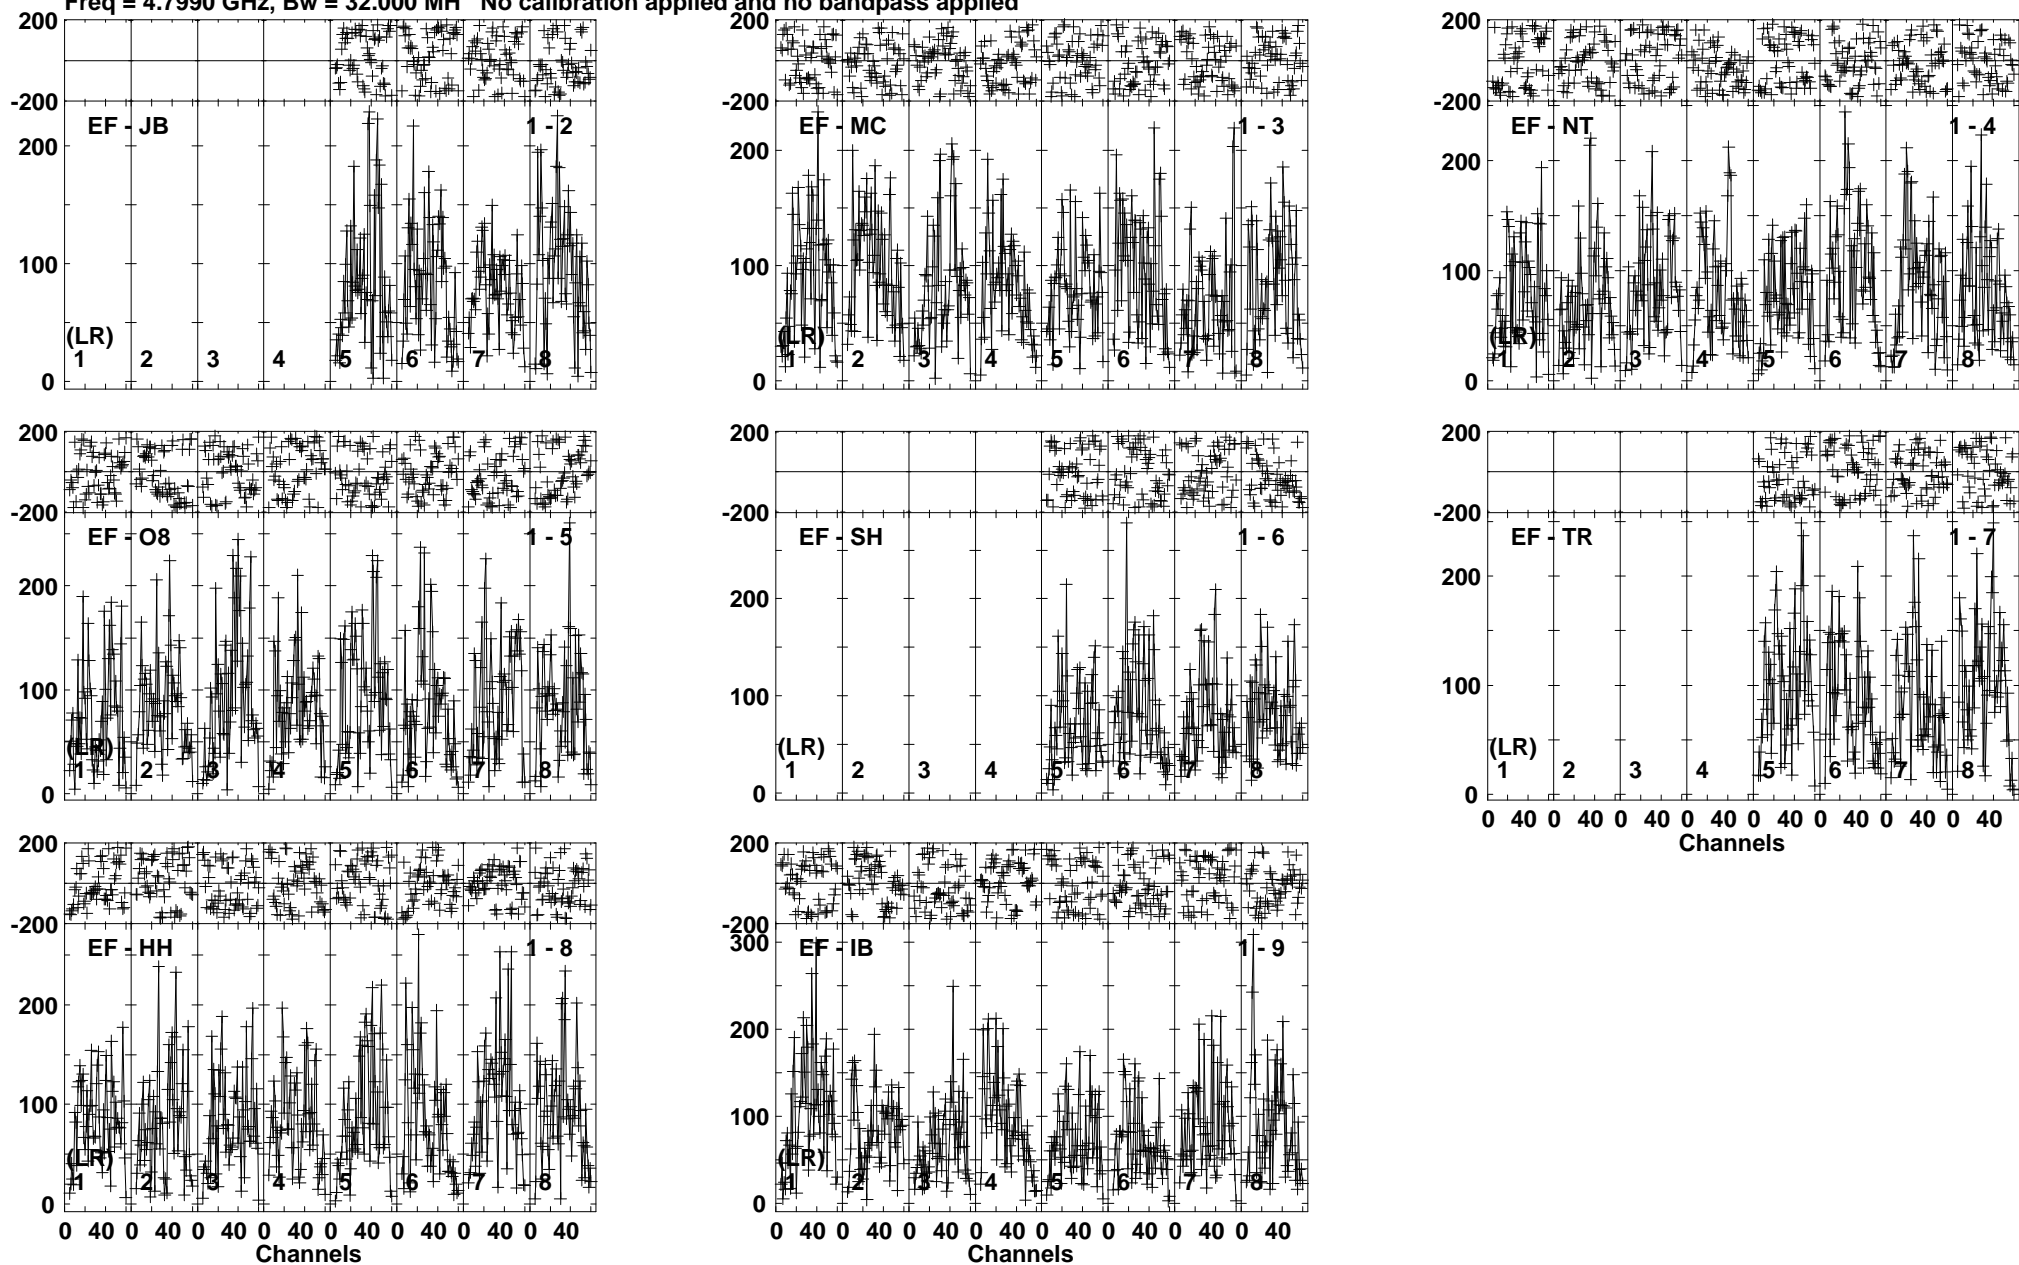 Freq = 4.7990 GHz, Bw = 32.000 MH No calibration applied and no bandpass applied
200
-200
EF - JB 1 - 2
200
100
0
(LR)
1 2 3 4 5 6 7 8
200
-200
EF - MC 1 - 3
200
100
0
(LR)
1 2 3 4 5 6 7 8
200
-200
EF - NT 1 - 4
200
100
0
(LR)
1 2 3 4 5 6 7 8
200
-200
EF - O8 1 - 5
200
100
0
(LR)
1 2 3 4 5 6 7 8
200
-200
EF - SH 1 - 6
200
100
0
(LR)
1 2 3 4 5 6 7 8
200
-200
EF - TR 1 - 7
200
100
0
(LR)
1 2 3 4 5 6 7 8
0 40 0 40 0 40 0 40 0 40 0 40 0 40 0 40
Channels
200
-200
EF - HH 1 - 8
200
100
0
(LR)
1 2 3 4 5 6 7 8
0 40 0 40 0 40 0 40 0 40 0 40 0 40 0 40
Channels
200
-200
EF - IB 1 - 9
300
200
100
0
(LR)
1 2 3 4 5 6 7 8
0 40 0 40 0 40 0 40 0 40 0 40 0 40 0 40
Channels